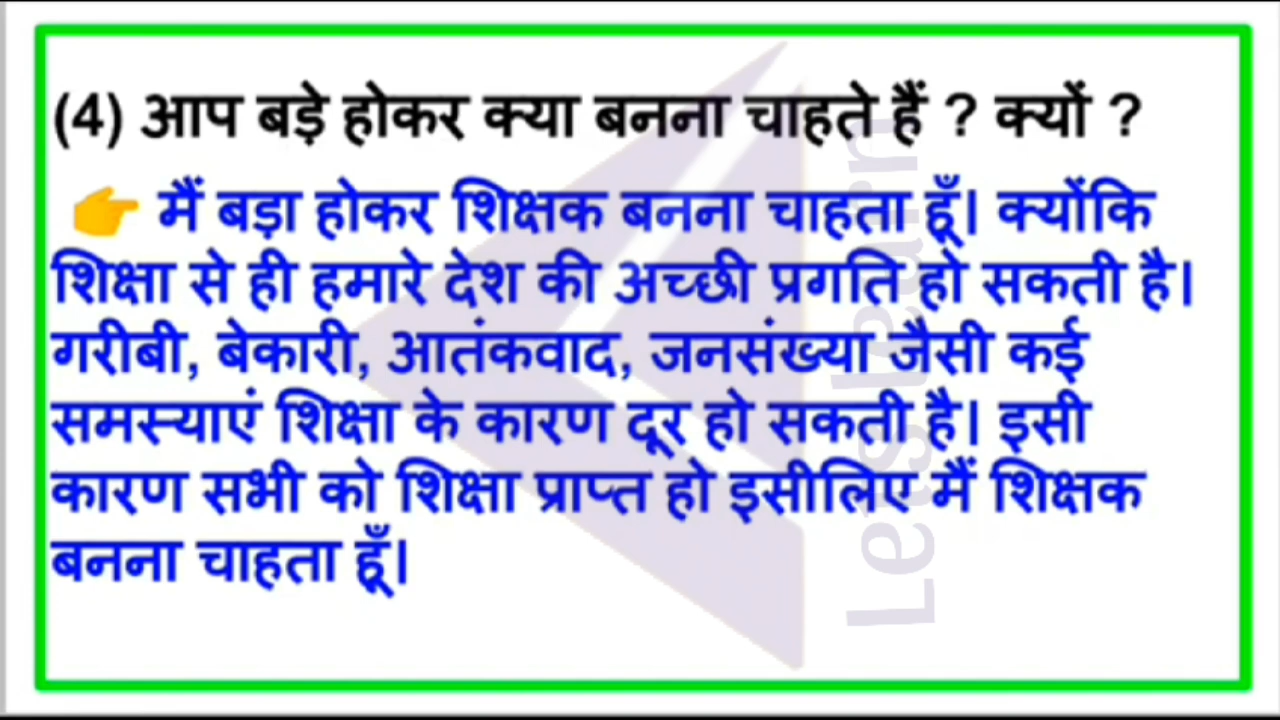 (4) आप बड़े होकर क्या बनना चाहते हैं ? क्यों ?
👉 मैं बड़ा होकर शिक्षक बनना चाहता हूँ। क्योंकि
शिक्षा से ही हमारे देश की अच्छी प्रगति हो सकती है।
गरीबी, बेकारी, आतंकवाद, जनसंख्या जैसी कई
समस्याएं शिक्षा के कारण दूर हो सकती है। इसी
कारण सभी को शिक्षा प्राप्त हो इसीलिए मैं शिक्षक
बनना चाहता हूँ।
Letslearn